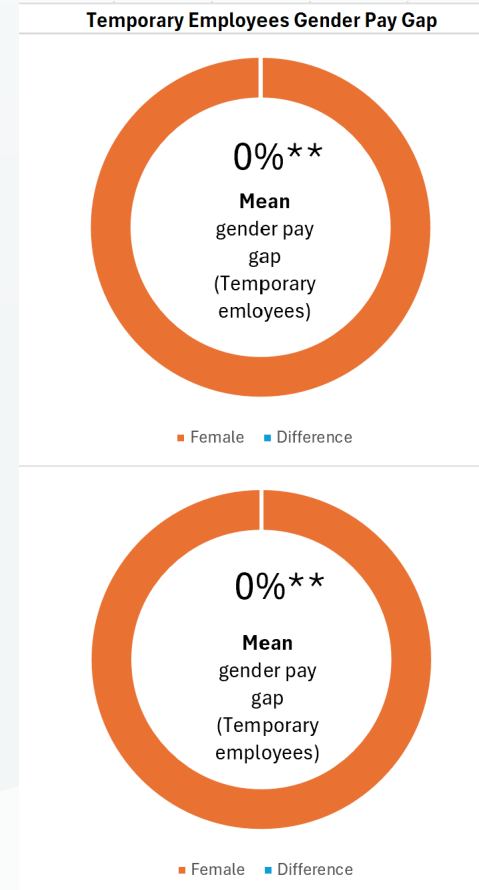 Temporary Employees Gender Pay Gap
0%**
Mean
gender pay
gap
(Temporary
emloyees)
Female Difference
0%**
Mean
gender pay
gap
(Temporary
employees)
Female Difference